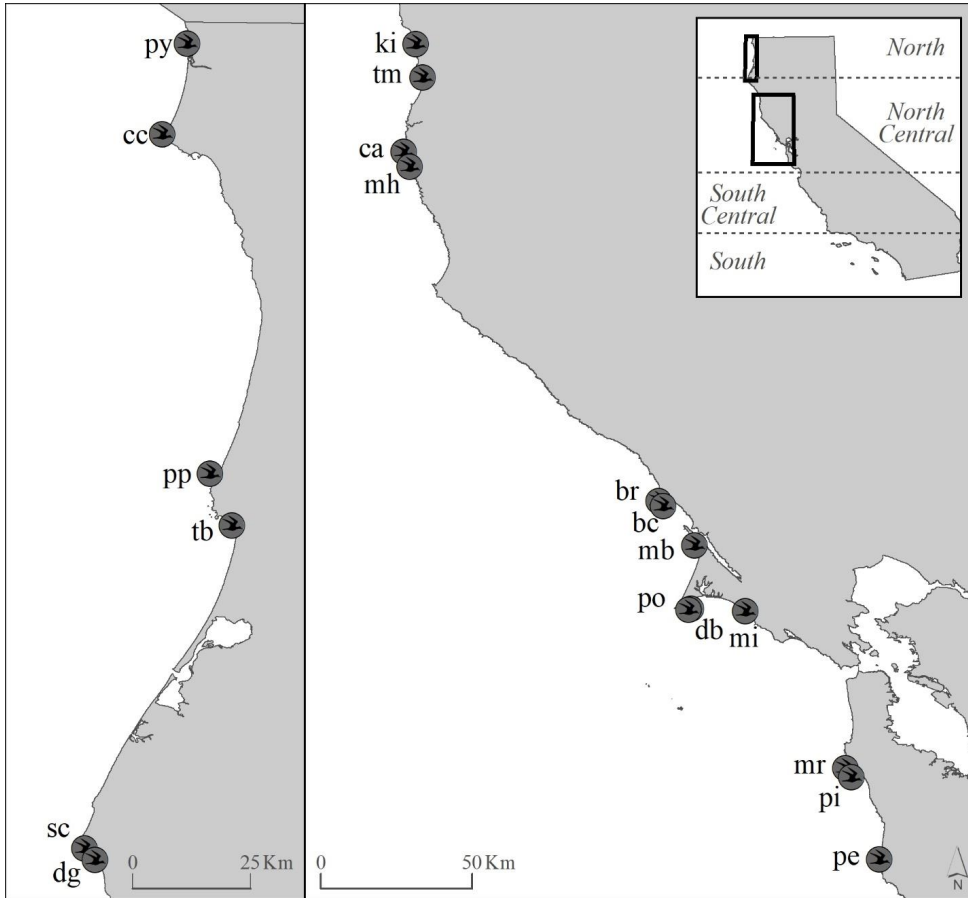 py
cc
pp
tb
sc
dg
0
25 Km
ki
tm
ca
mh
br
bc
mb
po
db
mi
mr
pi
pe
0
50 Km
N
North
North
Central
South
Central
South